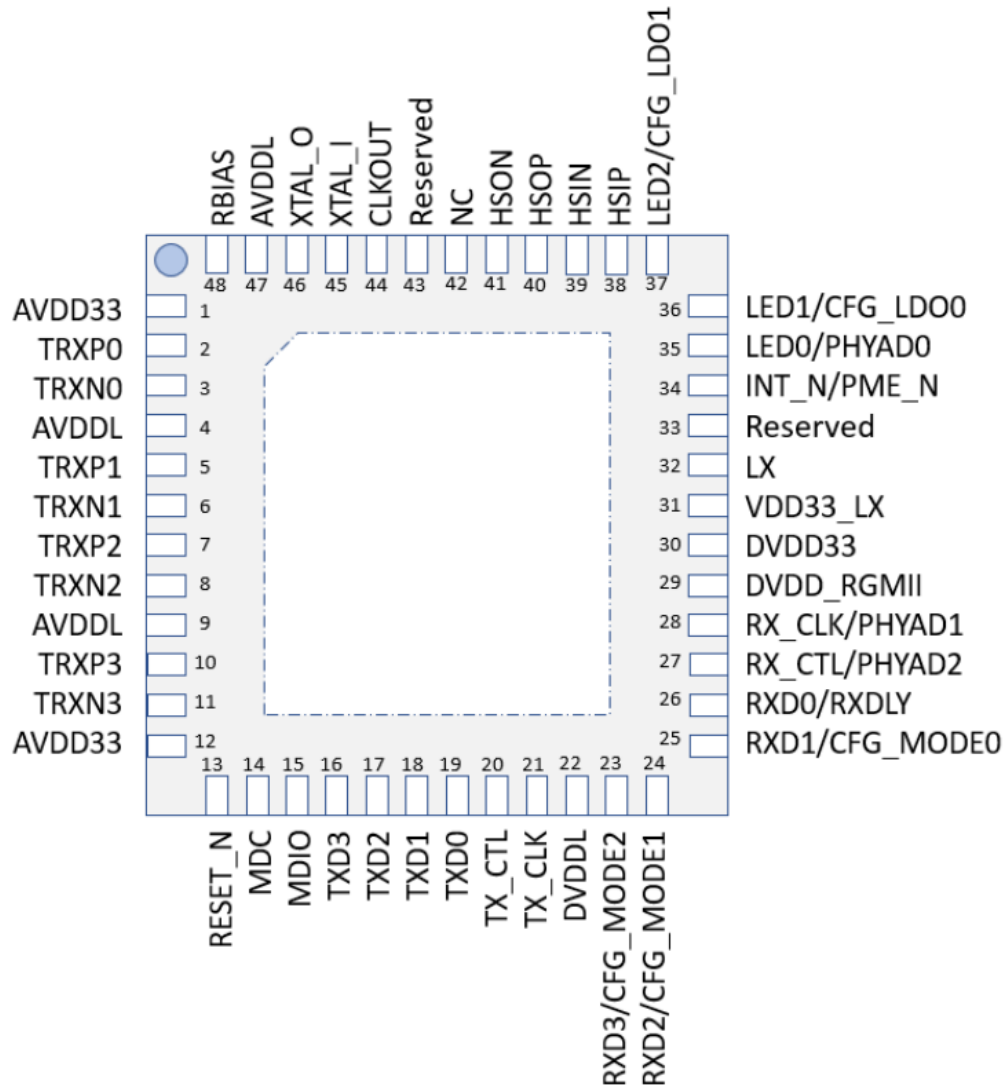 RBIAS
AVDDL
XTAL_O
XTAL_I
CLKOUT
Reserved
NC
HSON
HSOP
HSIN
HSIP
LED2/CFG_LDO1
48 47 46 45 44 43 42 41 40 39 38 37
AVDD33 1
TRXP0 2
TRXN0 3
AVDDL 4
TRXP1 5
TRXN1 6
TRXP2 7
TRXN2 8
AVDDL 9
TRXP3 10
TRXN3 11
AVDD33 12
36 LED1/CFG_LDO0
35 LED0/PHYAD0
34 INT_N/PME_N
33 Reserved
32 LX
31 VDD33_LX
30 DVDD33
29 DVDD_RGMII
28 RX_CLK/PHYAD1
27 RX_CTL/PHYAD2
26 RXD0/RXDLY
25 RXD1/CFG_MODE0
13 14 15 16 17 18 19 20 21 22 23 24
RESET_N
MDC
MDIO
TXD3
TXD2
TXD1
TXD0
TX_CTL
TX_CLK
DVDDL
RXD3/CFG_MODE2
RXD2/CFG_MODE1